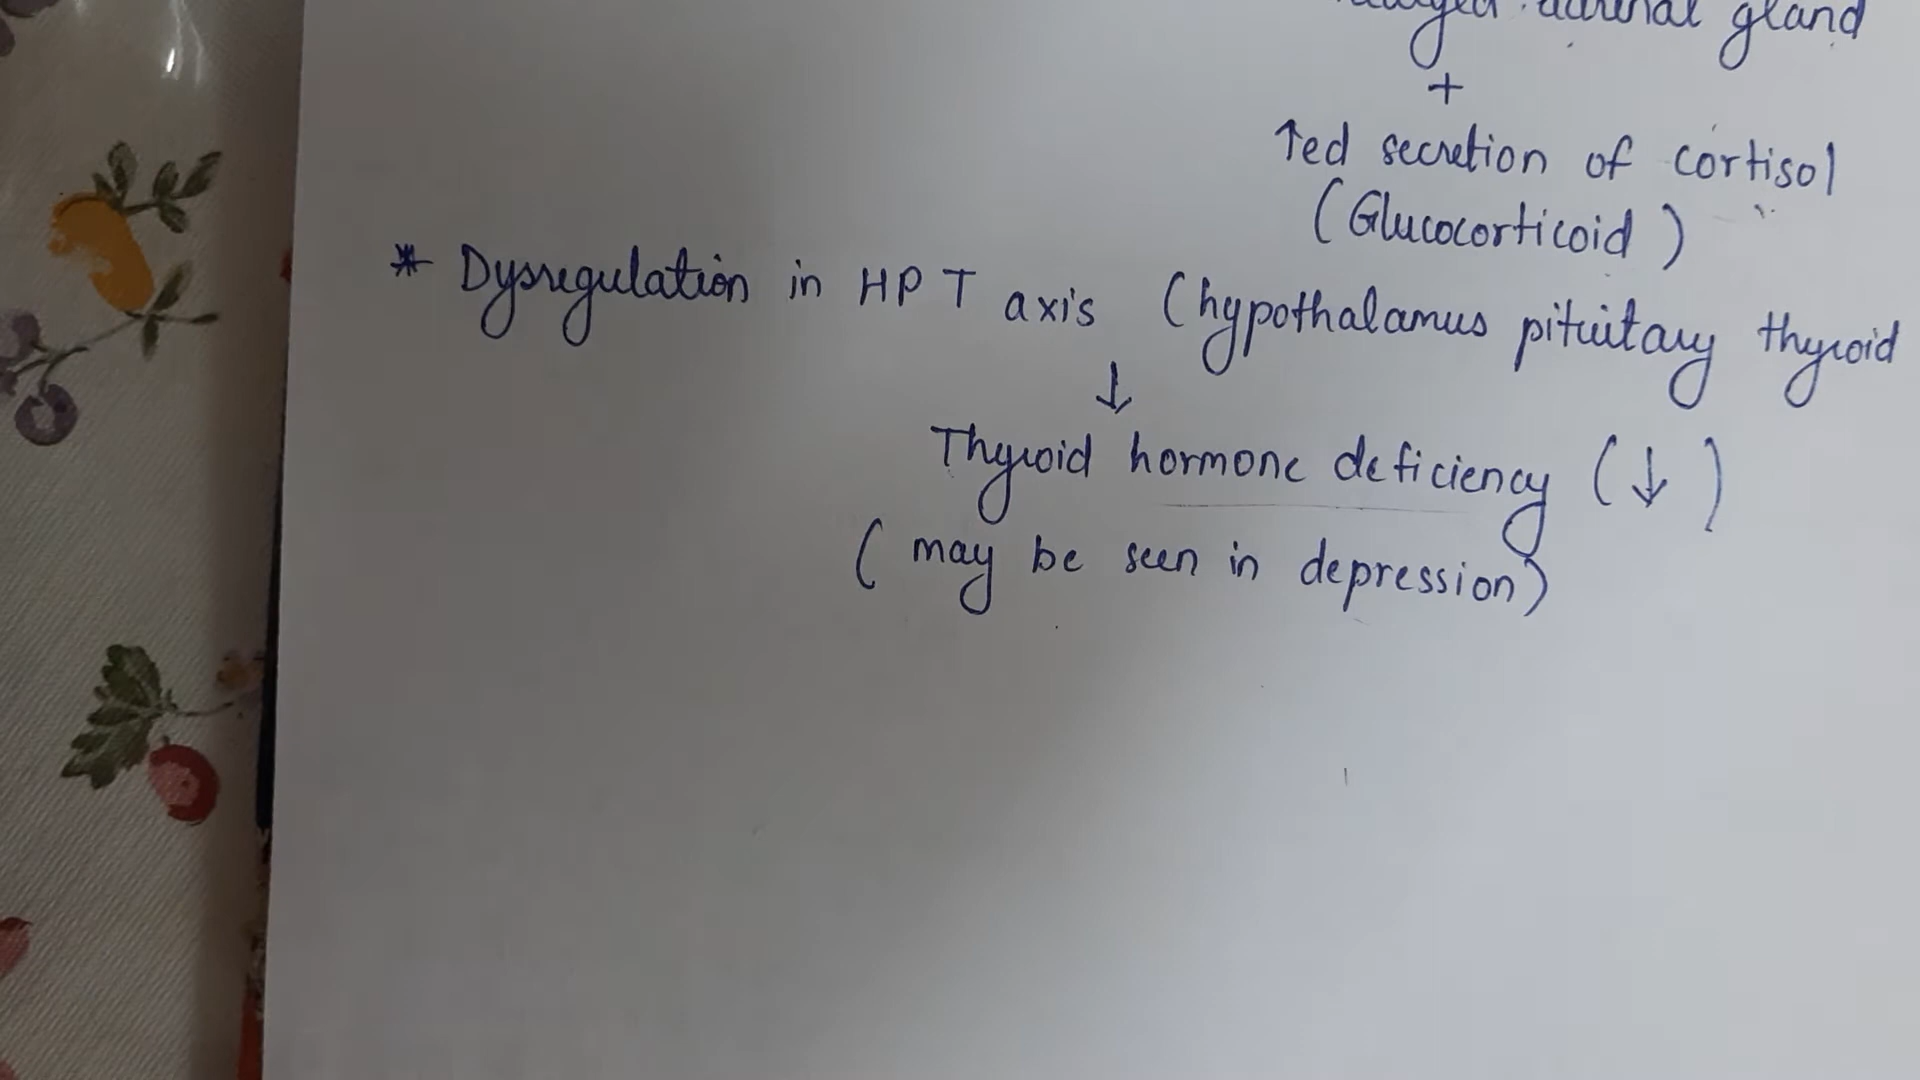 gland
+
↑ed secretion of cortisol
(Glucocorticoid)
* Dysregulation in HPT axis (hypothalamus pituitary thyroid
↓
Thyroid hormone deficiency (↓)
(may be seen in depression)